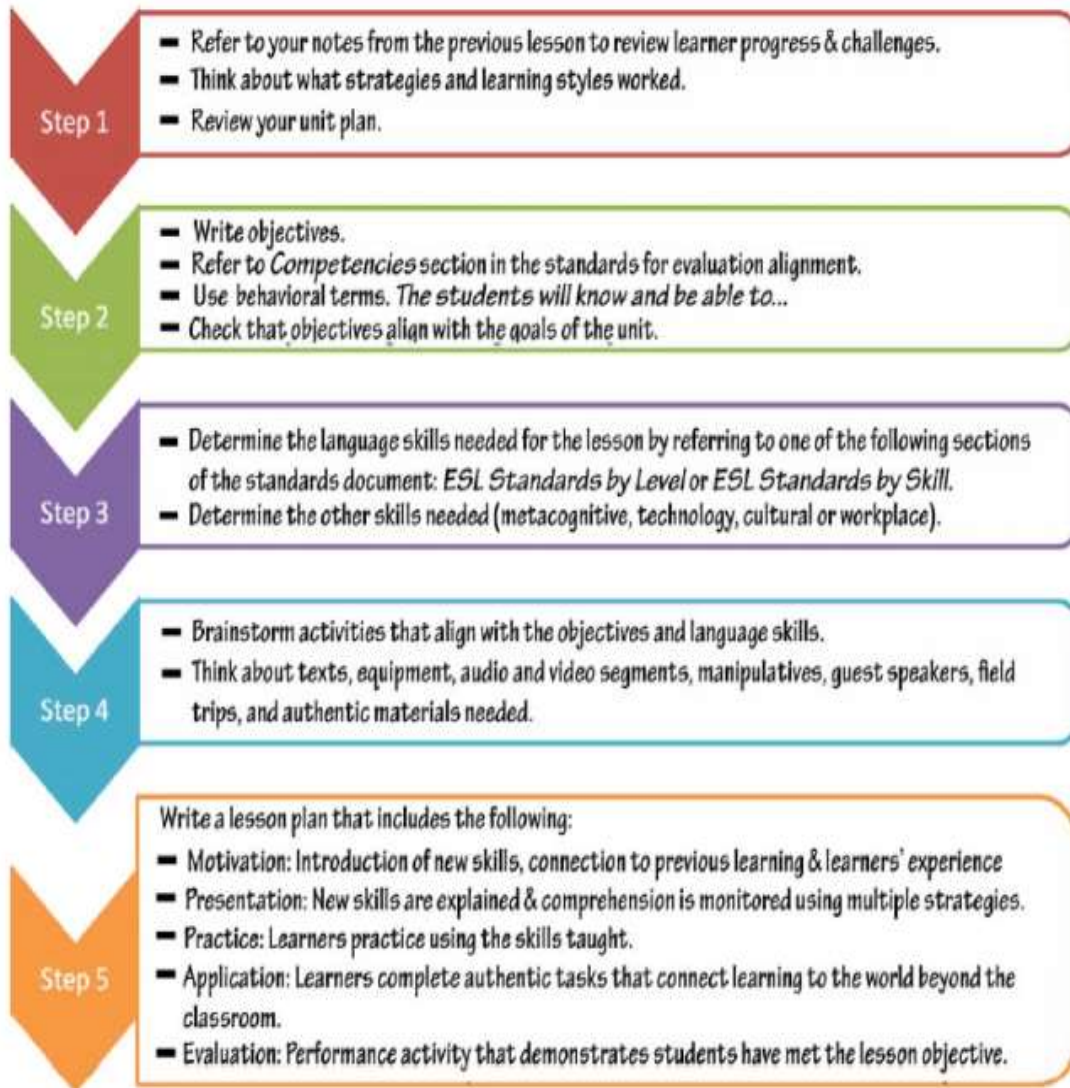 Step 1
- Refer to your notes from the previous lesson to review learner progress & challenges.
- Think about what strategies and learning styles worked.
- Review your unit plan.
Step 2
- Write objectives.
- Refer to Competencies section in the standards for evaluation alignment.
- Use behavioral terms. The students will know and be able to...
- Check that objectives align with the goals of the unit.
Step 3
- Determine the language skills needed for the lesson by referring to one of the following sections
of the standards document: ESL Standards by Level or ESL Standards by Skill.
- Determine the other skills needed (metacognitive, technology, cultural or workplace).
Step 4
- Brainstorm activities that align with the objectives and language skills.
- Think about texts, equipment, audio and video segments, manipulatives, guest speakers, field
trips, and authentic materials needed.
Step 5
Write a lesson plan that includes the following:
- Motivation: Introduction of new skills, connection to previous learning & learners' experience
- Presentation: New skills are explained & comprehension is monitored using multiple strategies.
- Practice: Learners practice using the skills taught.
- Application: Learners complete authentic tasks that connect learning to the world beyond the
classroom.
- Evaluation: Performance activity that demonstrates students have met the lesson objective.